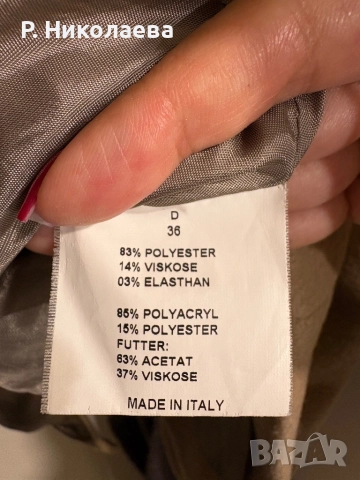 Р. Николаева
D
36
83% POLYESTER
14% VISKOSE
03% ELASTHAN
85% POLYACRYL
15% POLYESTER
FUTTER:
63% ACETAT
37% VISKOSE
MADE IN ITALY
BAZAR